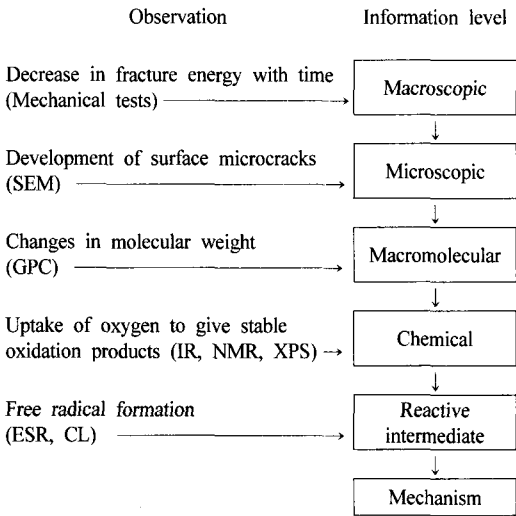 Observation Information level
Decrease in fracture energy with time
(Mechanical tests)
Macroscopic
Development of surface microcracks
(SEM)
Microscopic
Changes in molecular weight
(GPC)
Macromolecular
Uptake of oxygen to give stable
oxidation products (IR, NMR, XPS)
Chemical
Free radical formation
(ESR, CL)
Reactive
intermediate
Mechanism